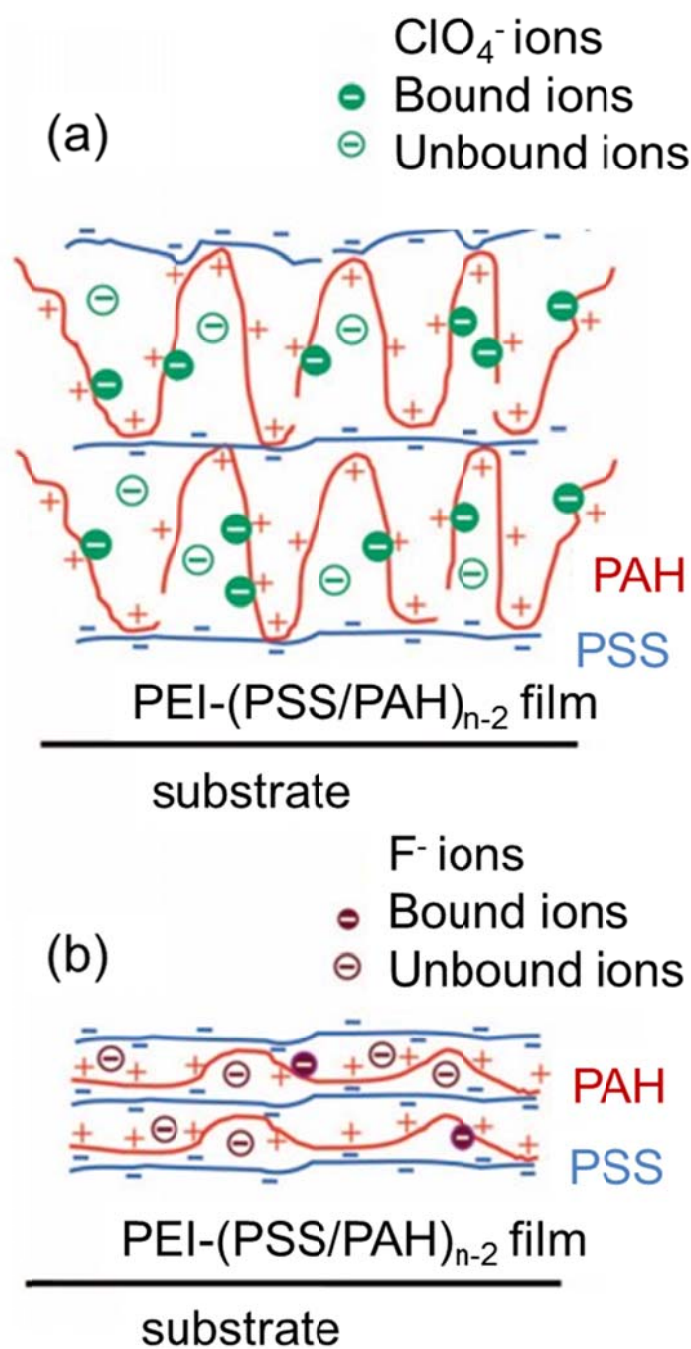 ClO₄⁻ ions
Bound ions
(a)
Unbound ions
PAH
PSS
PEI-(PSS/PAH)ₙ₋₂ film
substrate
F⁻ ions
Bound ions
(b)
Unbound ions
PAH
PSS
PEI-(PSS/PAH)ₙ₋₂ film
substrate